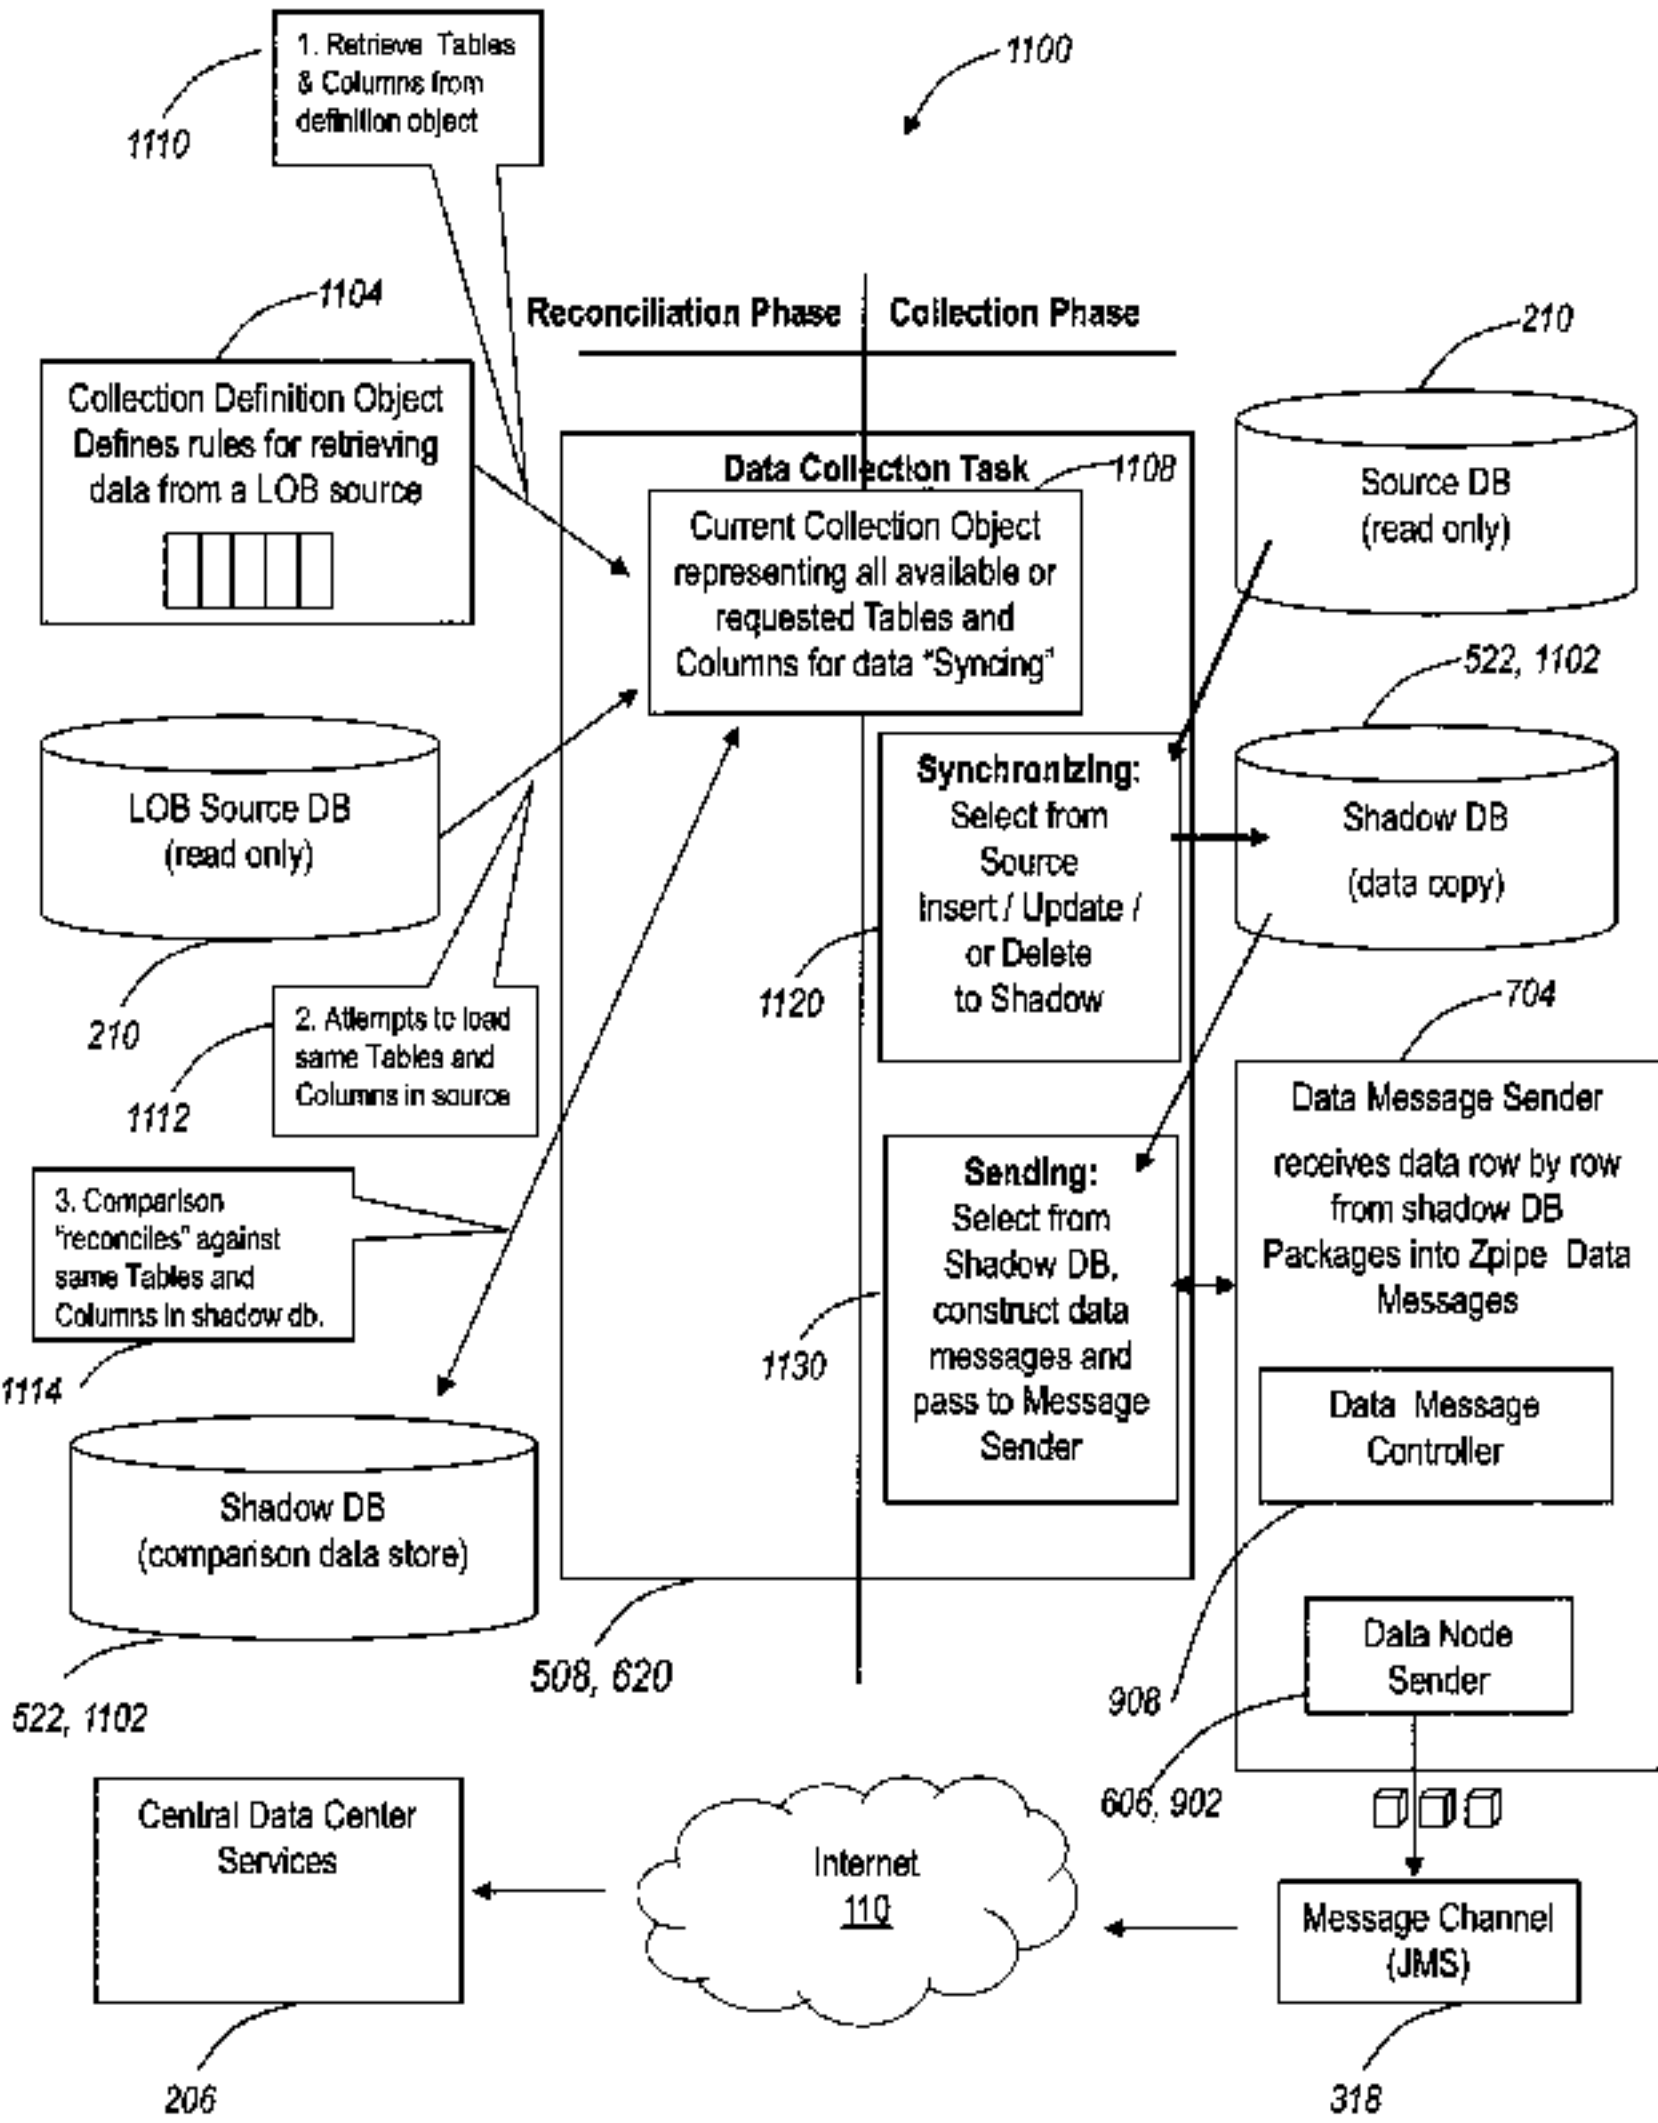 1. Retrieve Tables
& Columns from
definition object
1110
1100
Reconciliation Phase
Collection Phase
1104
Collection Definition Object
Defines rules for retrieving
data from a LOB source
Data Collection Task
1108
Current Collection Object
representing all available or
requested Tables and
Columns for data "Syncing"
210
Source DB
(read only)
LOB Source DB
(read only)
210
2. Attempts to load
same Tables and
Columns in source
1112
Synchronizing:
Select from
Source
Insert / Update /
or Delete
to Shadow
1120
522, 1102
Shadow DB
(data copy)
3. Comparison
"reconciles" against
same Tables and
Columns in shadow db.
1114
Shadow DB
(comparison data store)
522, 1102
Sending:
Select from
Shadow DB,
construct data
messages and
pass to Message
Sender
1130
508, 620
704
Data Message Sender
receives data row by row
from shadow DB
Packages into Zpipe Data
Messages
Data Message
Controller
908
Data Node
Sender
606, 902
Central Data Center
Services
206
Internet
110
Message Channel
(JMS)
318